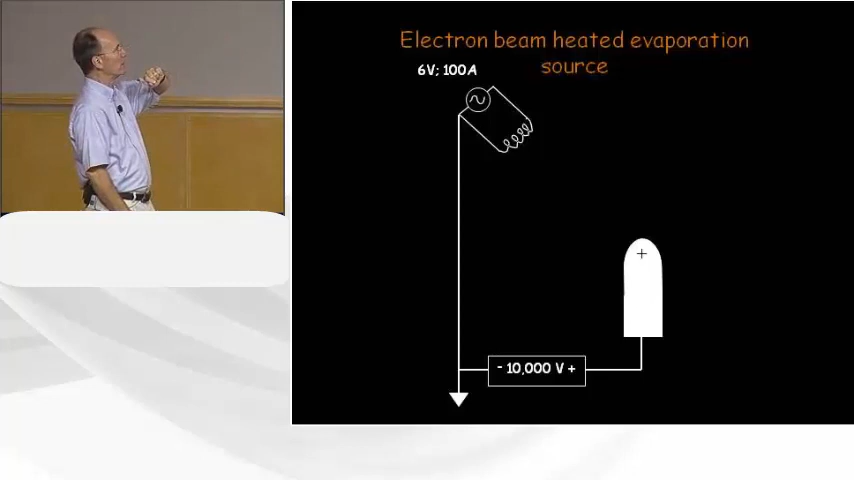 Electron beam heated evaporation
source
6V; 100A
+
- 10,000 V +